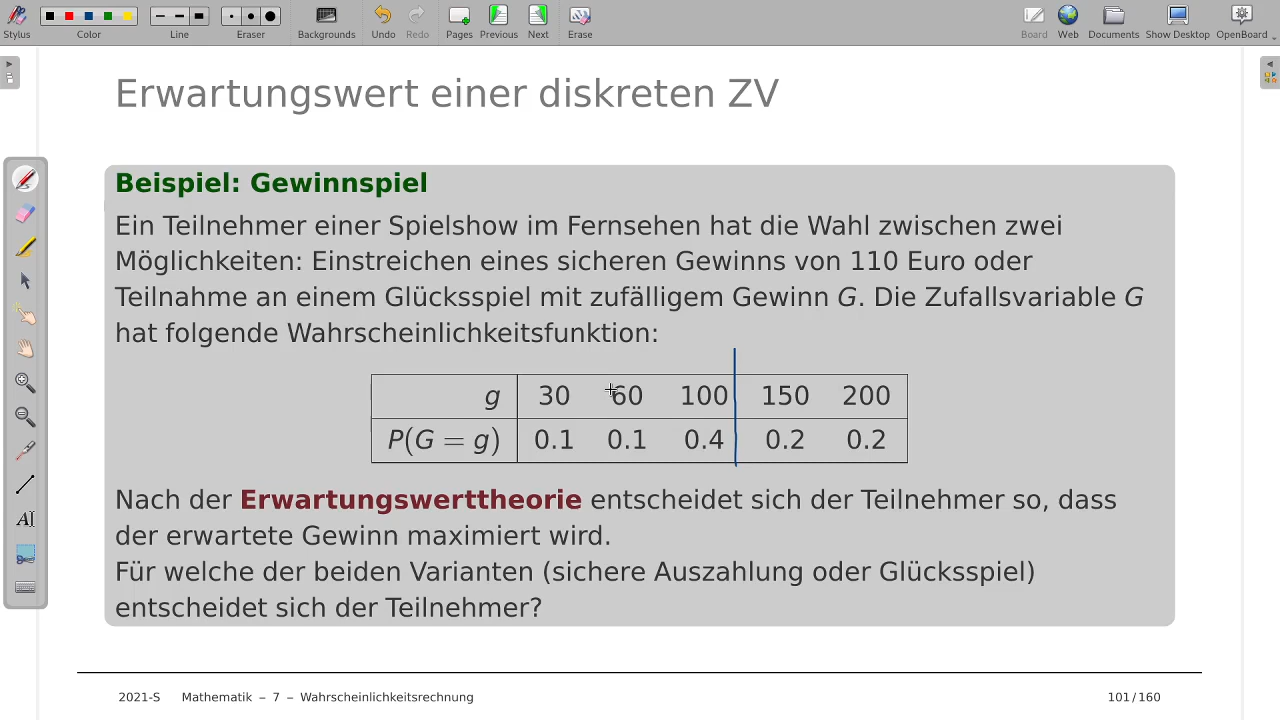 Stylus Color Line Eraser Backgrounds Undo Redo Pages Previous Next Erase Board Web Documents Show Desktop OpenBoard
Erwartungswert einer diskreten ZV
Beispiel: Gewinnspiel
Ein Teilnehmer einer Spielshow im Fernsehen hat die Wahl zwischen zwei
Möglichkeiten: Einstreichen eines sicheren Gewinns von 110 Euro oder
Teilnahme an einem Glücksspiel mit zufälligem Gewinn G. Die Zufallsvariable G
hat folgende Wahrscheinlichkeitsfunktion:
g 30 60 100 150 200
P(G = g) 0.1 0.1 0.4 0.2 0.2
Nach der Erwartungswerttheorie entscheidet sich der Teilnehmer so, dass
der erwartete Gewinn maximiert wird.
Für welche der beiden Varianten (sichere Auszahlung oder Glücksspiel)
entscheidet sich der Teilnehmer?
2021-S Mathematik – 7 – Wahrscheinlichkeitsrechnung 101/160